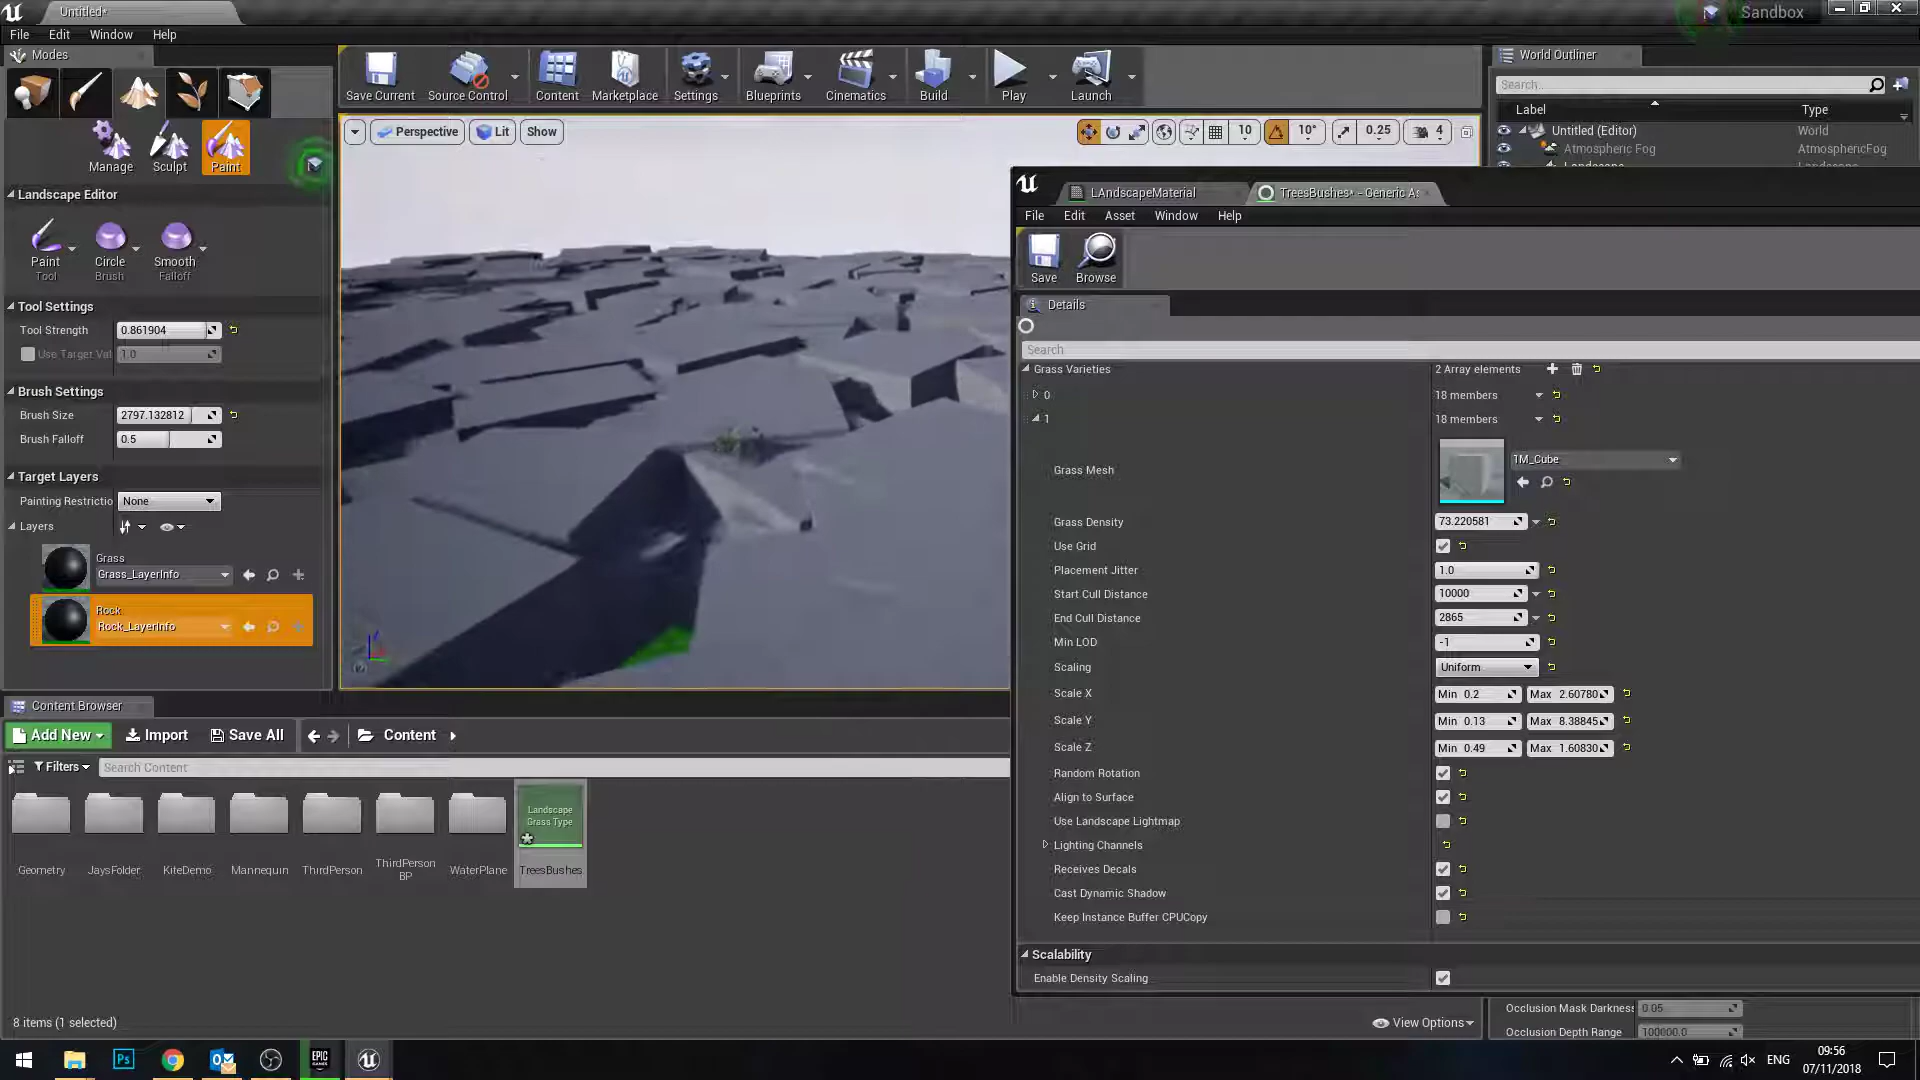 Untitled*
Sandbox
File Edit Window Help
Modes
Save Current Source Control Content Marketplace Settings Blueprints Cinematics Build Play Launch
World Outliner
Search...
Label Type
Untitled (Editor) World
Atmospheric Fog AtmosphericFog
Perspective Lit Show
10 10° 0.25 4
Manage Sculpt Paint
Landscape Editor
Paint Circle Smooth
Tool Brush Falloff
Tool Settings
Tool Strength 0.861904
Use Target Val 1.0
Brush Settings
Brush Size 2797.132812
Brush Falloff 0.5
Target Layers
Painting Restrictio None
Layers
Grass
Grass_LayerInfo
Rock
Rock_LayerInfo
LAndscapeMaterial TreesBushes* - Generic As
File Edit Asset Window Help
Save Browse
Details
Search
Grass Varieties 2 Array elements
0 18 members
1 18 members
Grass Mesh 1M_Cube
Grass Density 73.220581
Use Grid
Placement Jitter 1.0
Start Cull Distance 10000
End Cull Distance 2865
Min LOD -1
Scaling Uniform
Scale X Min 0.2 Max 2.60780
Scale Y Min 0.13 Max 8.38845
Scale Z Min 0.49 Max 1.60830
Random Rotation
Align to Surface
Use Landscape Lightmap
Lighting Channels
Receives Decals
Cast Dynamic Shadow
Keep Instance Buffer CPUCopy
Scalability
Enable Density Scaling
Content Browser
Add New Import Save All Content
Filters Search Content
Landscape
Grass Type
Geometry JaysFolder KiteDemo Mannequin ThirdPerson ThirdPerson
BP WaterPlane TreesBushes
8 items (1 selected)
View Options
Occlusion Mask Darkness 0.05
Occlusion Depth Range 100000.0
Ps
EPIC
GAMES
ENG
09:56
07/11/2018